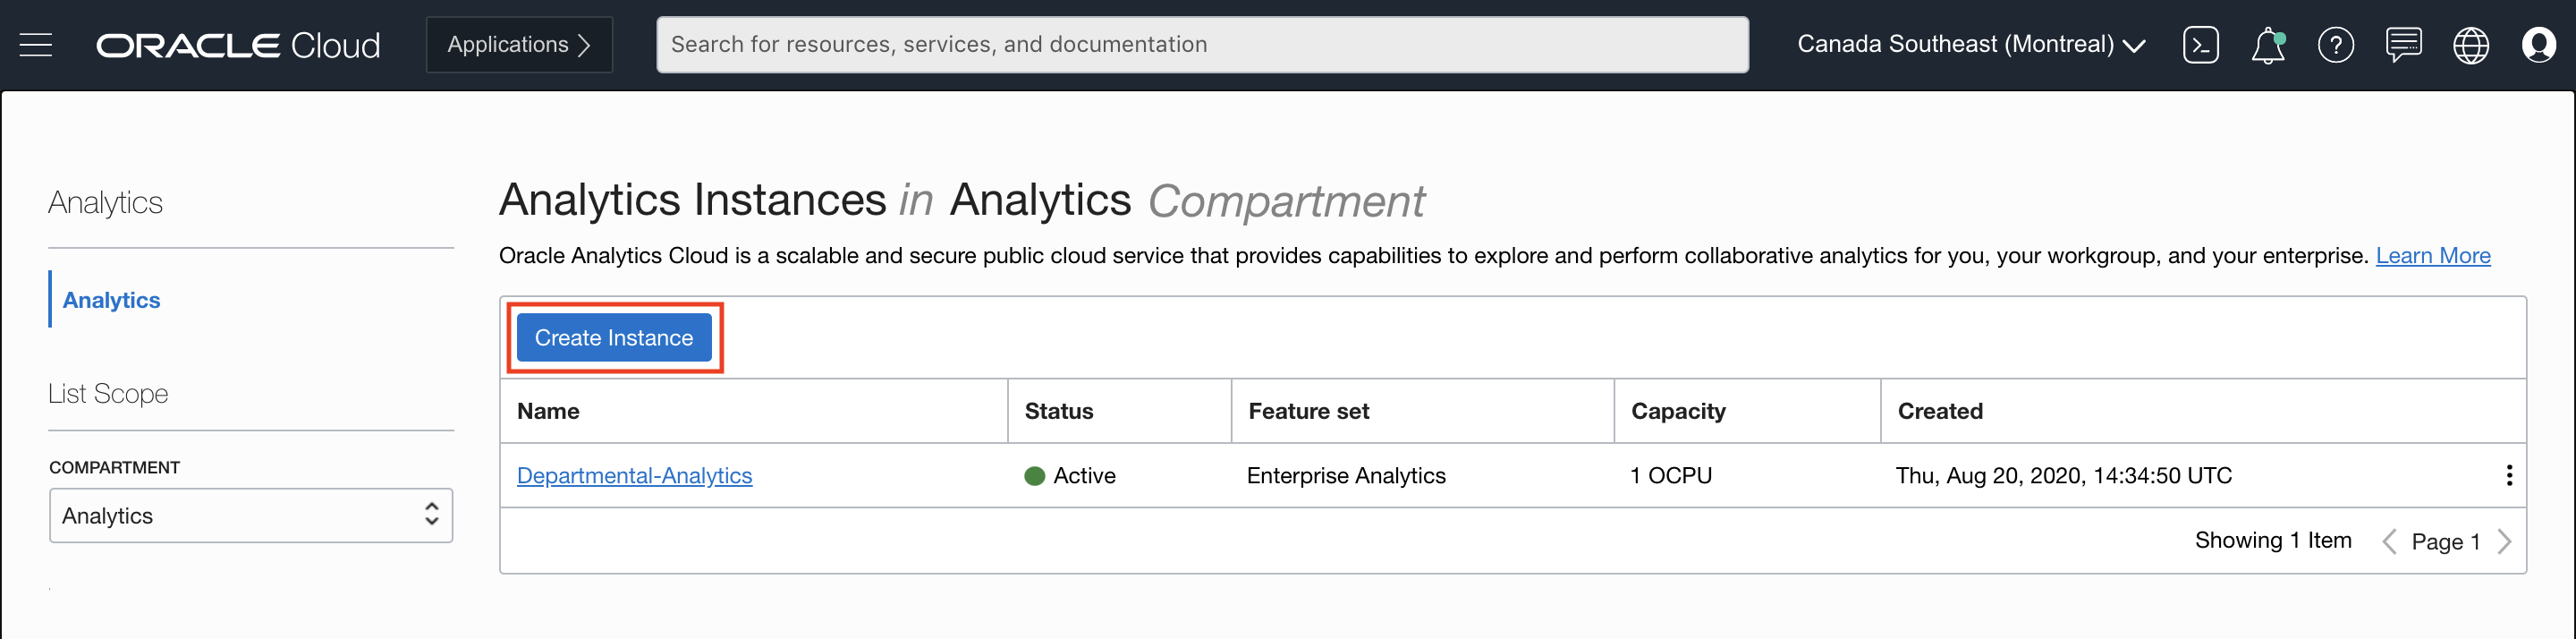 ORACLE Cloud
Applications
Search for resources, services, and documentation
Canada Southeast (Montreal)
Analytics
Analytics
List Scope
COMPARTMENT
Analytics
Analytics Instances in Analytics Compartment
Oracle Analytics Cloud is a scalable and secure public cloud service that provides capabilities to explore and perform collaborative analytics for you, your workgroup, and your enterprise. Learn More
Create Instance
Name Status Feature set Capacity Created
Departmental-Analytics Active Enterprise Analytics 1 OCPU Thu, Aug 20, 2020, 14:34:50 UTC
Showing 1 Item Page 1